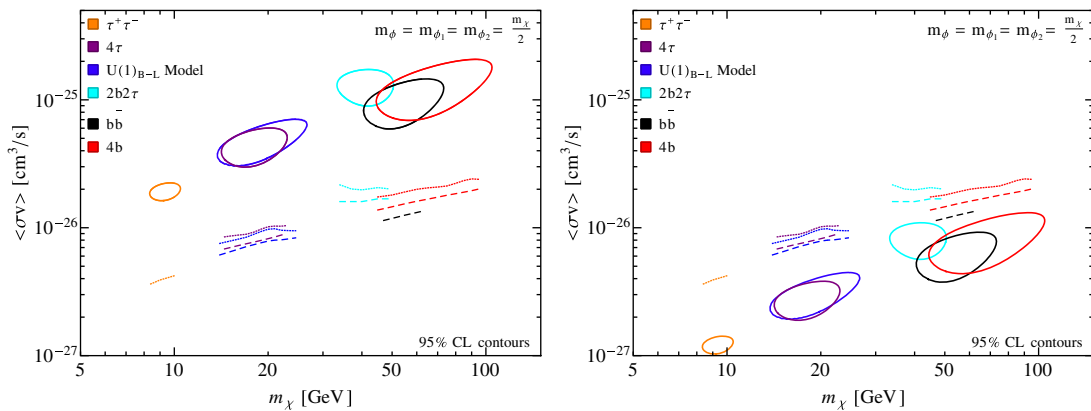 τ⁺τ⁻
4τ
U(1)B−L Model
2b2τ
bb̄
4b
mϕ = mϕ₁ = mϕ₂ = mχ/2
95% CL contours
10⁻²⁵
10⁻²⁶
10⁻²⁷
<σv> [cm³/s]
5 10 20 50 100
mχ [GeV]
τ⁺τ⁻
4τ
U(1)B−L Model
2b2τ
bb̄
4b
mϕ = mϕ₁ = mϕ₂ = mχ/2
95% CL contours
10⁻²⁵
10⁻²⁶
10⁻²⁷
<σv> [cm³/s]
5 10 20 50 100
mχ [GeV]